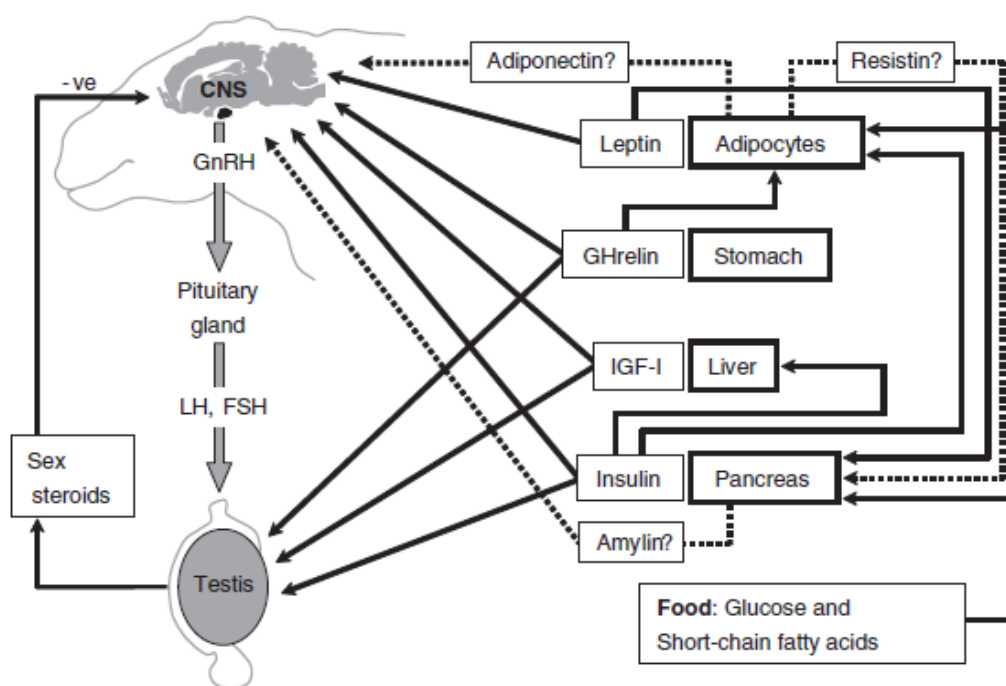 Adiponectin?
Resistin?
- ve
CNS
Leptin
Adipocytes
GnRH
GHrelin
Stomach
Pituitary
gland
IGF-I
Liver
LH, FSH
Sex
steroids
Insulin
Pancreas
Amylin?
Testis
Food: Glucose and
Short-chain fatty acids